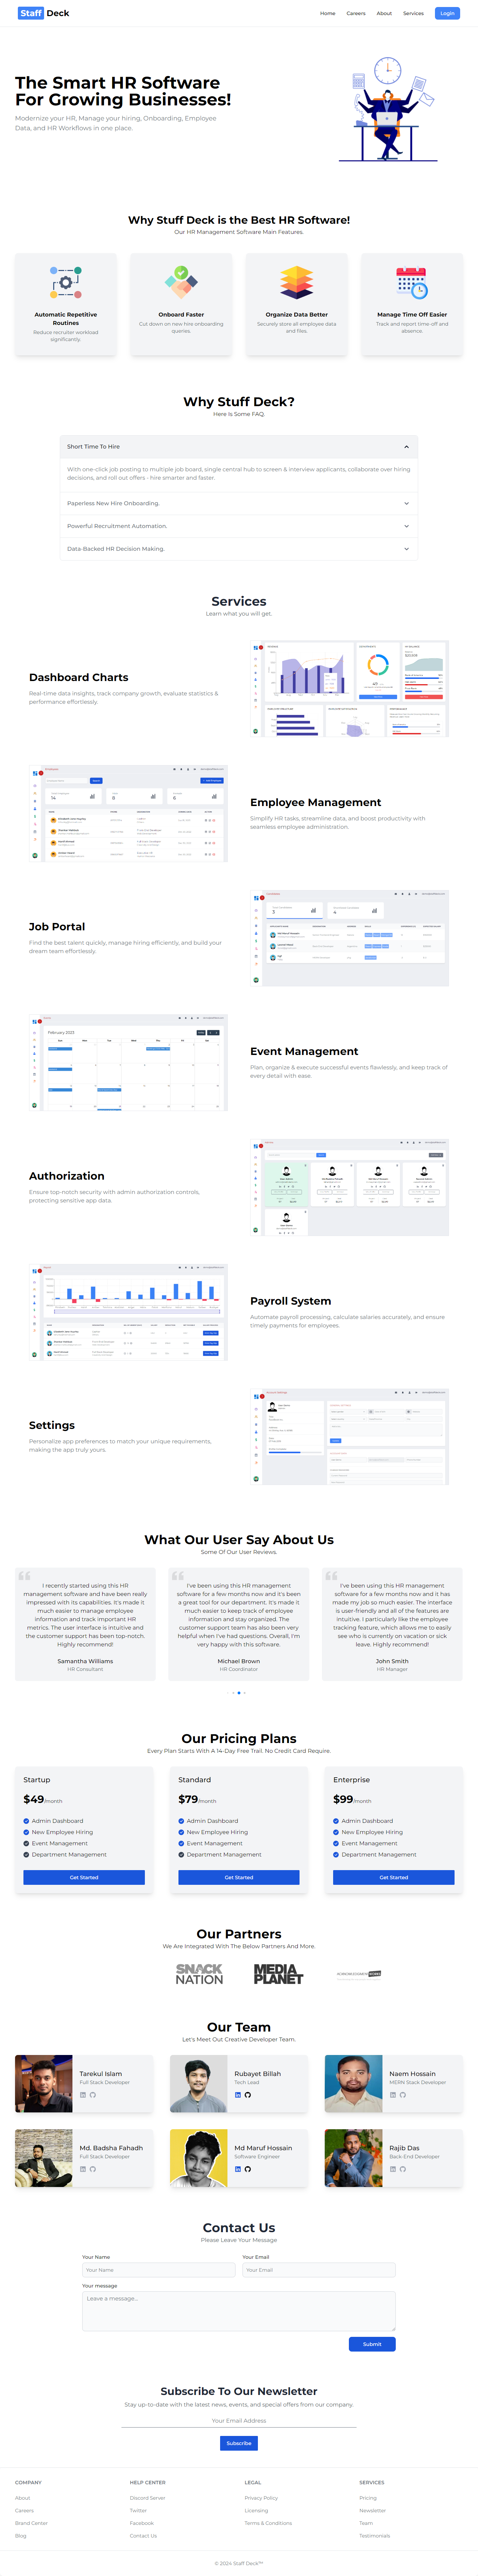 Staff Deck
Home Careers About Services Login
The Smart HR Software
For Growing Businesses!
Modernize your HR, Manage your hiring, Onboarding, Employee
Data, and HR Workflows in one place.
Why Stuff Deck is the Best HR Software!
Our HR Management Software Main Features.
Automatic Repetitive
Routines
Reduce recruiter workload
significantly.
Onboard Faster
Cut down on new hire onboarding
queries.
Organize Data Better
Securely store all employee data
and files.
Manage Time Off Easier
Track and report time off and
absence.
Why Stuff Deck?
Here Is Some FAQ.
Short Time To Hire
With one-click job posting to multiple job board, single central hub to screen & interview applicants, collaborate over hiring
decisions, and roll out offers - hire smarter and faster.
Paperless New Hire Onboarding.
Powerful Recruitment Automation.
Data-Backed HR Decision Making.
Services
Learn what you will get.
Dashboard Charts
Real-time data insights, track company growth, evaluate statistics &
performance effortlessly.
Employee Management
Simplify HR tasks, streamline data, and boost productivity with
seamless employee administration.
Job Portal
Find the best talent quickly, manage hiring efficiently, and build your
dream team effortlessly.
February 2023
Event Management
Plan, organize & execute successful events flawlessly, and keep track of
every detail with ease.
Authorization
Ensure top-notch security with admin authorization controls,
protecting sensitive app data.
Payroll System
Automate payroll processing, calculate salaries accurately, and ensure
timely payments for employees.
Settings
Personalize app preferences to match your unique requirements,
making the app truly yours.
What Our User Say About Us
Some Of Our User Reviews.
I recently started using this HR
management software and have been really
impressed with its capabilities. It's made it
much easier to manage employee
information and track important HR
metrics. The user interface is intuitive and
the customer support has been top-notch.
Highly recommend!
Samantha Williams
HR Consultant
I've been using this HR management
software for a few months now and it's been
a great tool for our department. It's made it
much easier to keep track of employee
information and stay organized. The
customer support team has also been very
helpful when I've had questions. Overall, I'm
very happy with this software.
Michael Brown
HR Coordinator
I've been using this HR management
software for a few months now and it has
made my job so much easier. The interface
is user-friendly and all of the features are
intuitive. I particularly like the employee
tracking feature, which allows me to easily
see who is currently on vacation or sick
leave. Highly recommend!
John Smith
HR Manager
Our Pricing Plans
Every Plan Starts With A 14-Day Free Trail. No Credit Card Require.
Startup
$49/month
Admin Dashboard
New Employee Hiring
Event Management
Department Management
Get Started
Standard
$79/month
Admin Dashboard
New Employee Hiring
Event Management
Department Management
Get Started
Enterprise
$99/month
Admin Dashboard
New Employee Hiring
Event Management
Department Management
Get Started
Our Partners
We Are Integrated With The Below Partners And More.
SNACK
NATION
MEDIA
PLANET
Our Team
Let's Meet Out Creative Developer Team.
Tarekul Islam
Full Stack Developer
Rubayet Billah
Tech Lead
Naem Hossain
MERN Stack Developer
Md. Badsha Fahadh
Full Stack Developer
Md Maruf Hossain
Software Engineer
Rajib Das
Back-End Developer
Contact Us
Please Leave Your Message
Your Name
Your Name
Your Email
Your Email
Your message
Leave a message...
Submit
Subscribe To Our Newsletter
Stay up-to-date with the latest news, events, and special offers from our company.
Your Email Address
Subscribe
COMPANY
About
Careers
Brand Center
Blog
HELP CENTER
Discord Server
Twitter
Facebook
Contact Us
LEGAL
Privacy Policy
Licensing
Terms & Conditions
SERVICES
Pricing
Newsletter
Team
Testimonials
© 2024 Staff Deck™